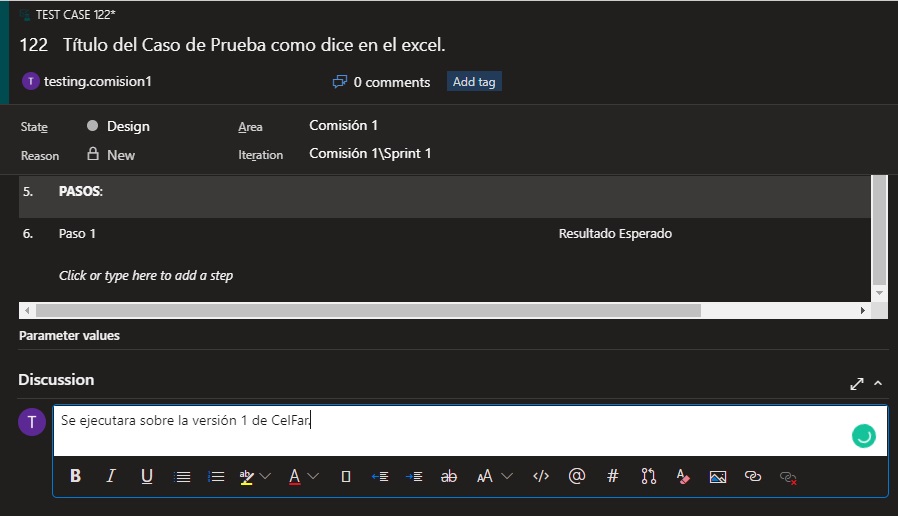 TEST CASE 122*
122 Título del Caso de Prueba como dice en el excel.
T testing.comision1 0 comments Add tag
State Design Area Comisión 1
Reason New Iteration Comisión 1\Sprint 1
5. PASOS:
6. Paso 1 Resultado Esperado
Click or type here to add a step
Parameter values
Discussion
T Se ejecutara sobre la versión 1 de CelFar.
B I U ab A ab AA </> @ # A